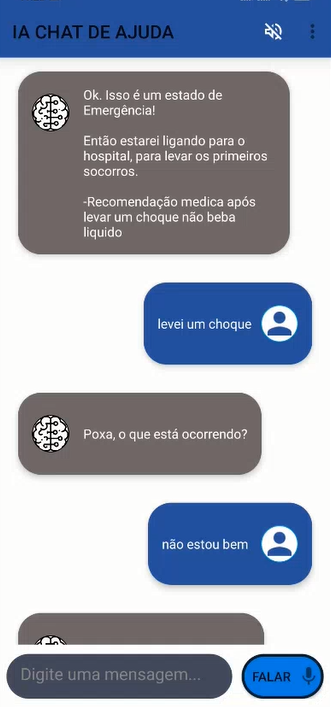 IA CHAT DE AJUDA
Ok. Isso é um estado de
Emergência!
Então estarei ligando para o
hospital, para levar os primeiros
socorros.
-Recomendação medica após
levar um choque não beba
liquido
levei um choque
Poxa, o que está ocorrendo?
não estou bem
Digite uma mensagem...
FALAR